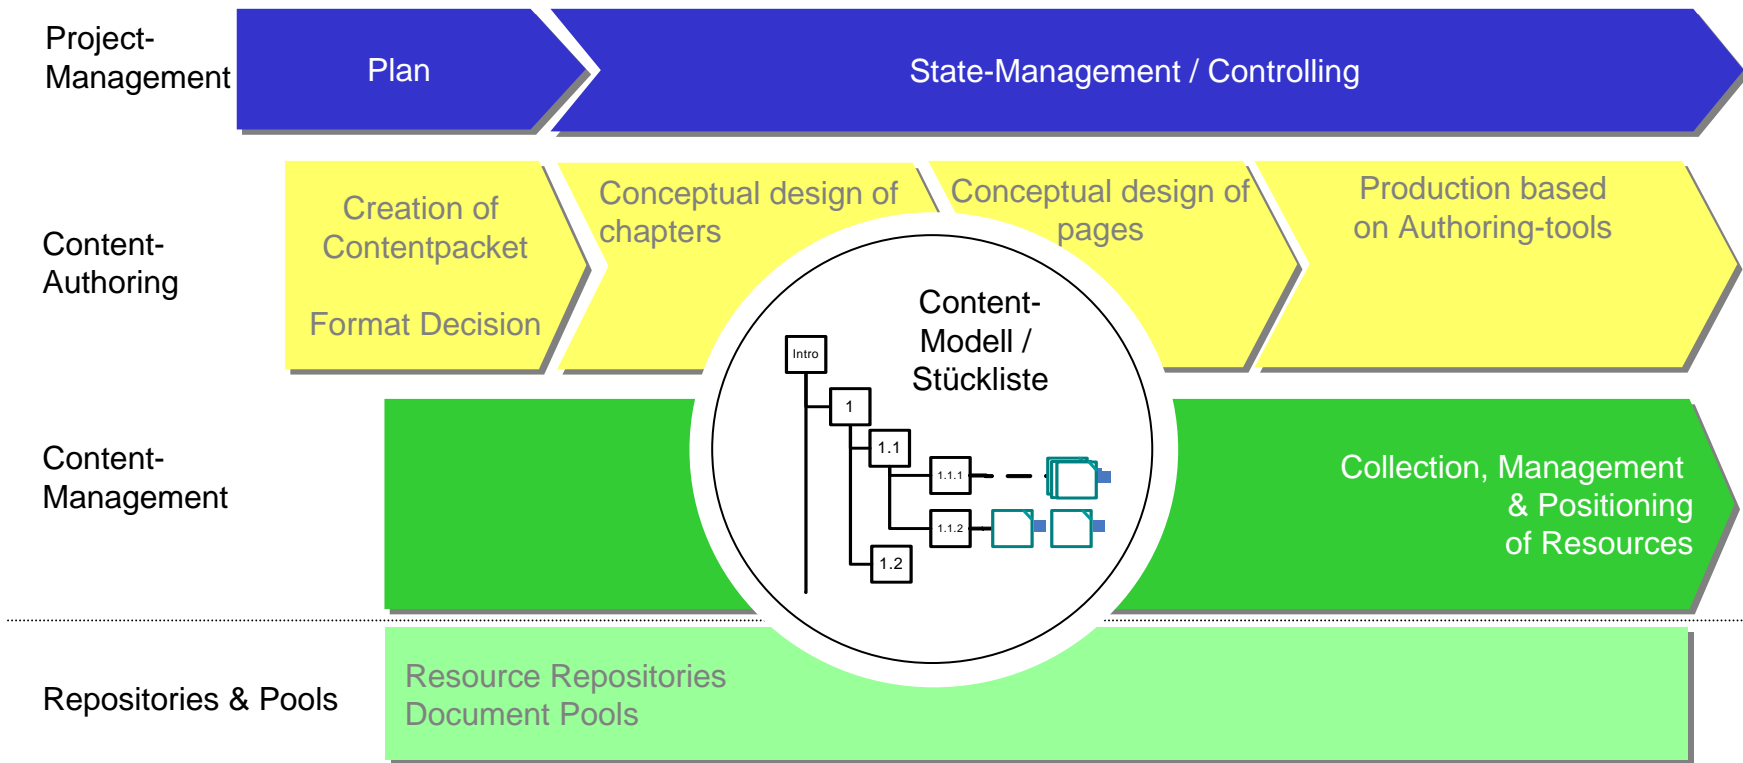 Project-
Management
Plan
State-Management / Controlling
Content-
Authoring
Creation of
Contentpacket
Format Decision
Conceptual design of
chapters
Conceptual design of
pages
Production based
on Authoring-tools
Content-
Modell /
Stückliste
Intro
1
1.1
1.1.1
1.1.2
1.2
Content-
Management
Collection, Management
& Positioning
of Resources
Repositories & Pools
Resource Repositories
Document Pools